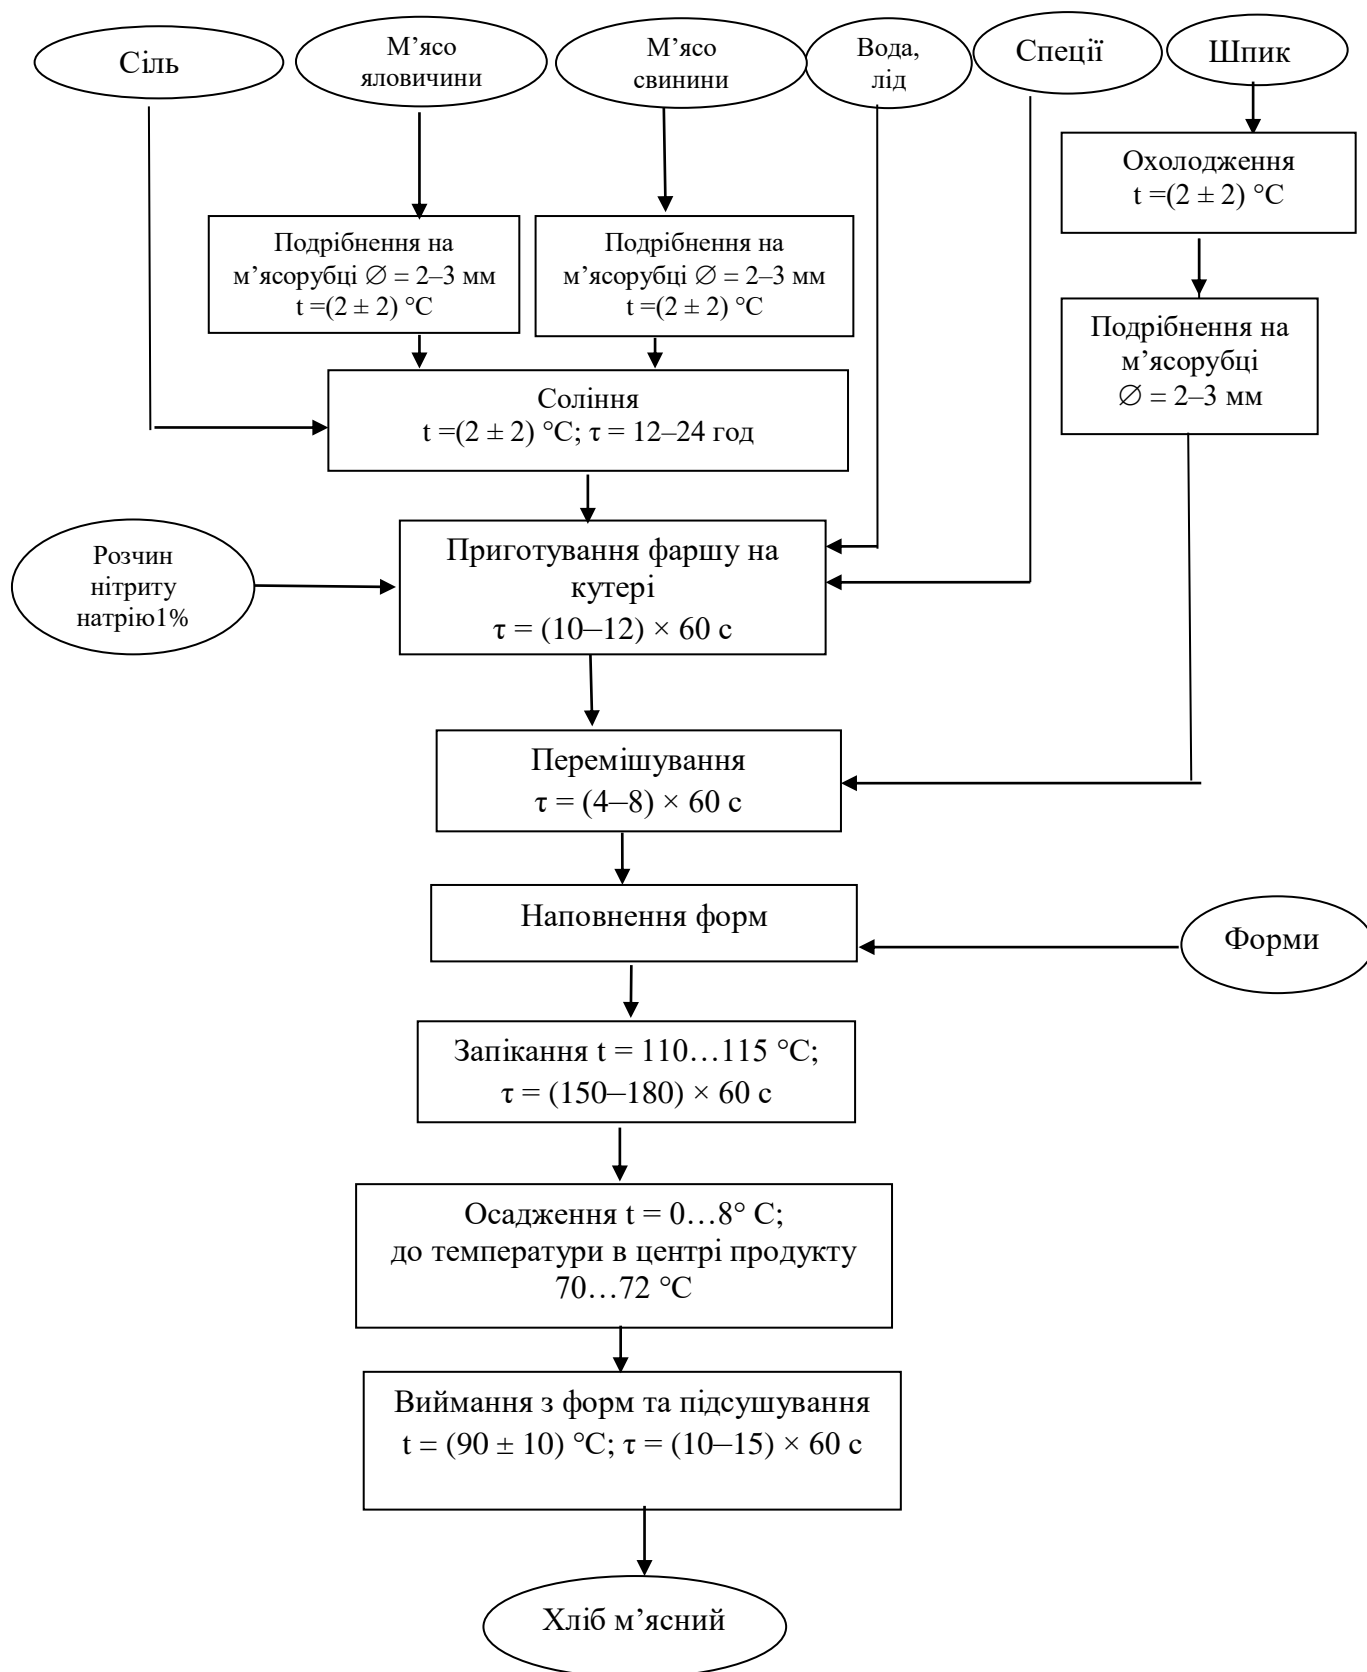 Сіль
М’ясо
яловичини
М’ясо
свинини
Вода,
лід
Спеції
Шпик
Охолодження
t =(2 ± 2) °С
Подрібнення на
м’ясорубці ∅ = 2–3 мм
t =(2 ± 2) °С
Подрібнення на
м’ясорубці ∅ = 2–3 мм
t =(2 ± 2) °С
Подрібнення на
м’ясорубці
∅ = 2–3 мм
Соління
t =(2 ± 2) °С; τ = 12–24 год
Розчин
нітриту
натрію1%
Приготування фаршу на
кутері
τ = (10–12) × 60 с
Перемішування
τ = (4–8) × 60 с
Наповнення форм
Форми
Запікання t = 110…115 °С;
τ = (150–180) × 60 с
Осадження t = 0…8° С;
до температури в центрі продукту
70…72 °С
Виймання з форм та підсушування
t = (90 ± 10) °С; τ = (10–15) × 60 с
Хліб м’ясний